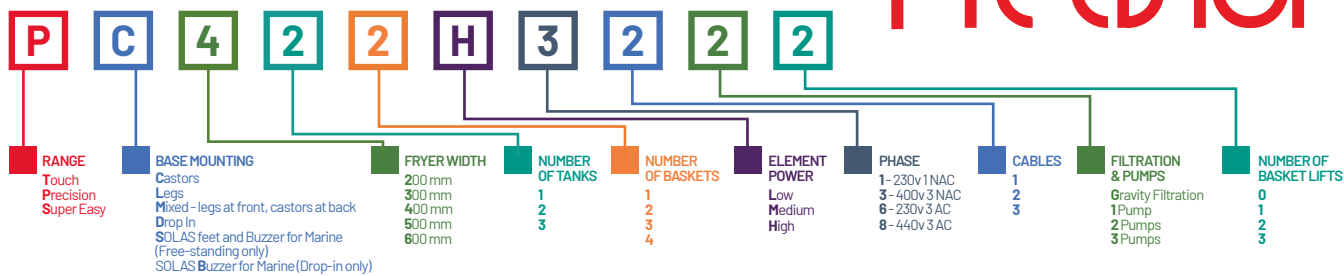 P C 4 2 2 H 3 2 2 2
RANGE
Touch
Precision
Super Easy
BASE MOUNTING
Castors
Legs
Mixed - legs at front, castors at back
Drop In
SOLAS feet and Buzzer for Marine
(Free-standing only)
SOLAS Buzzer for Marine (Drop-in only)
FRYER WIDTH
200 mm
300 mm
400 mm
500 mm
600 mm
NUMBER
OF TANKS
1
2
3
NUMBER
OF BASKETS
1
2
3
4
ELEMENT
POWER
Low
Medium
High
PHASE
1 - 230v 1 NAC
3 - 400v 3 NAC
6 - 230v 3 AC
8 - 440v 3 AC
CABLES
1
2
3
FILTRATION
& PUMPS
Gravity Filtration
1 Pump
2 Pumps
3 Pumps
NUMBER OF
BASKET LIFTS
0
1
2
3